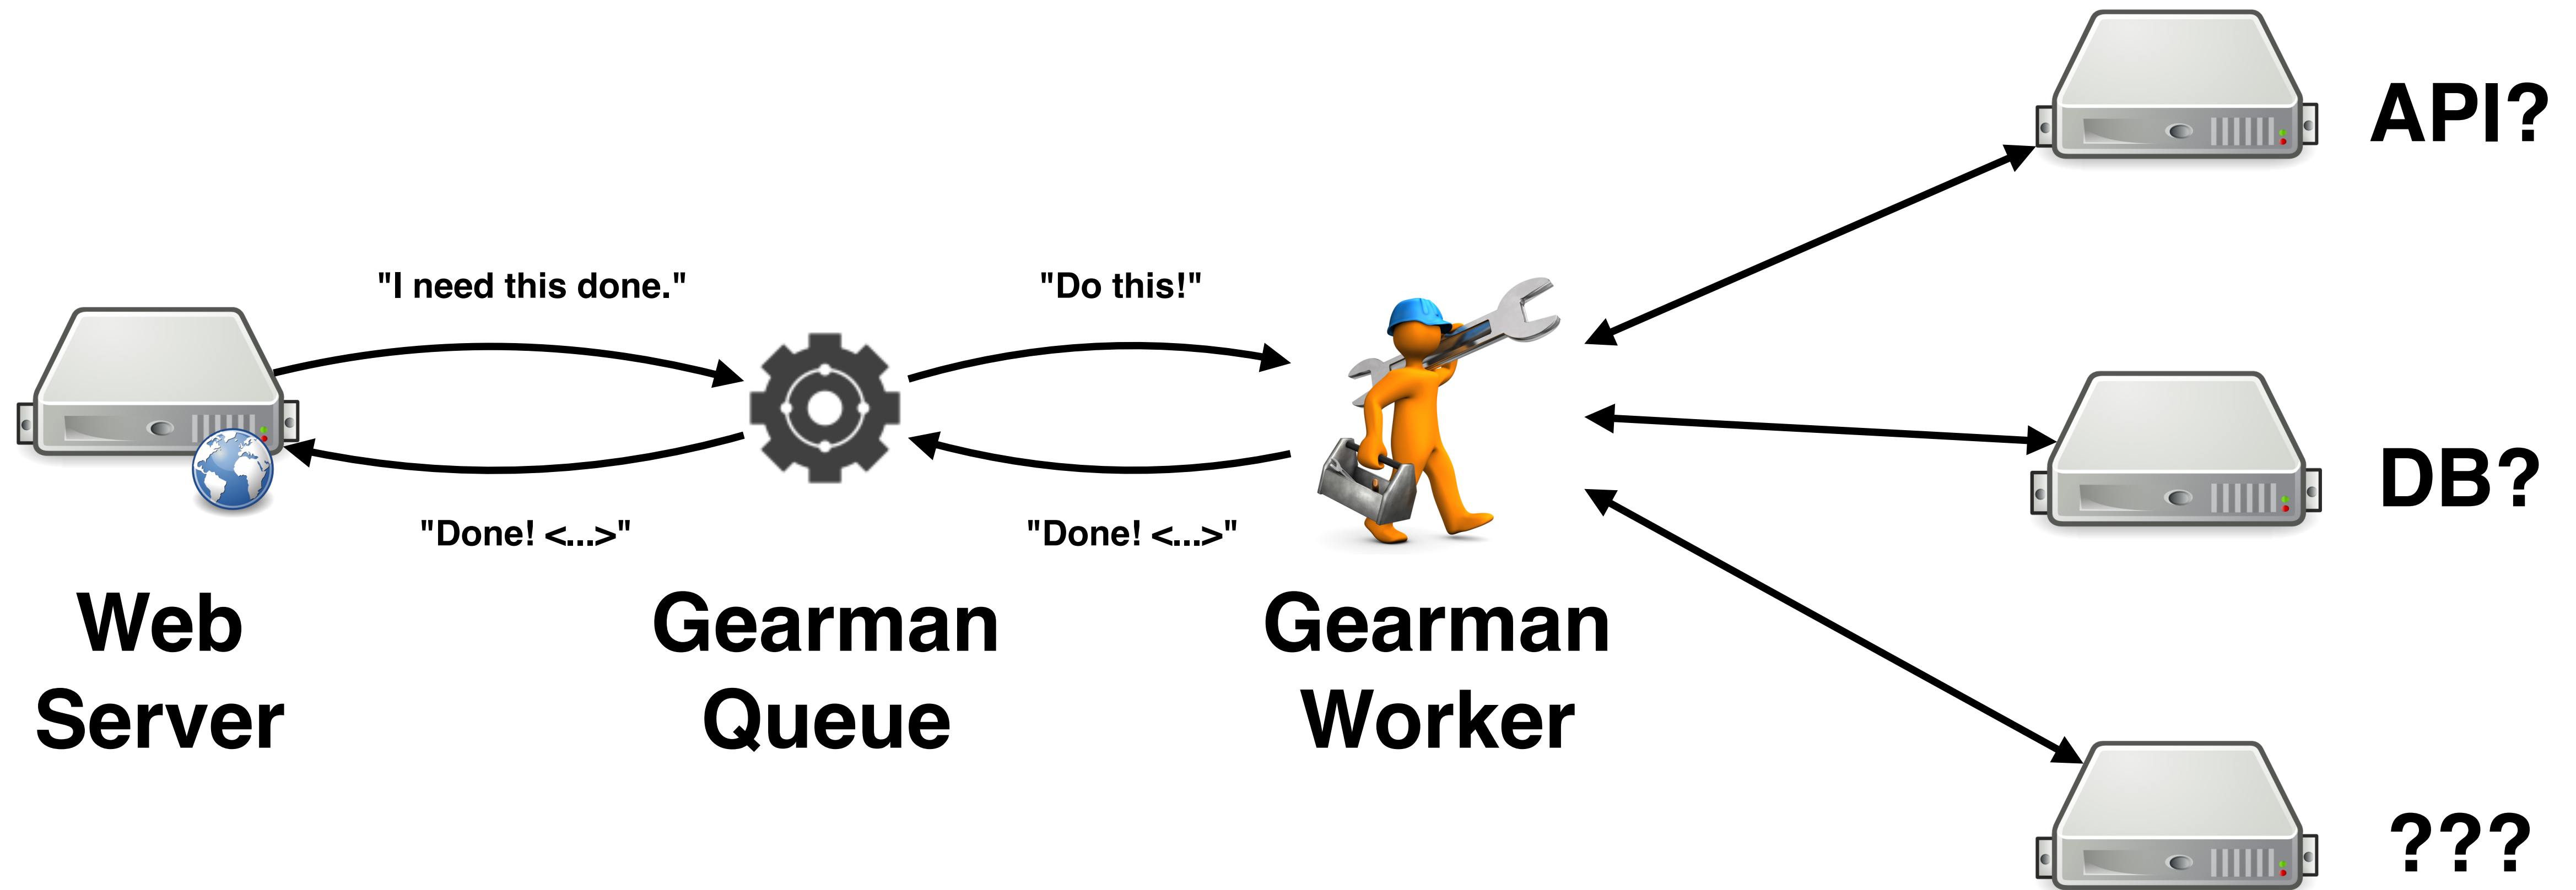 API?
"I need this done."
"Do this!"
DB?
"Done! <...>"
"Done! <...>"
Web
Server
Gearman
Queue
Gearman
Worker
???